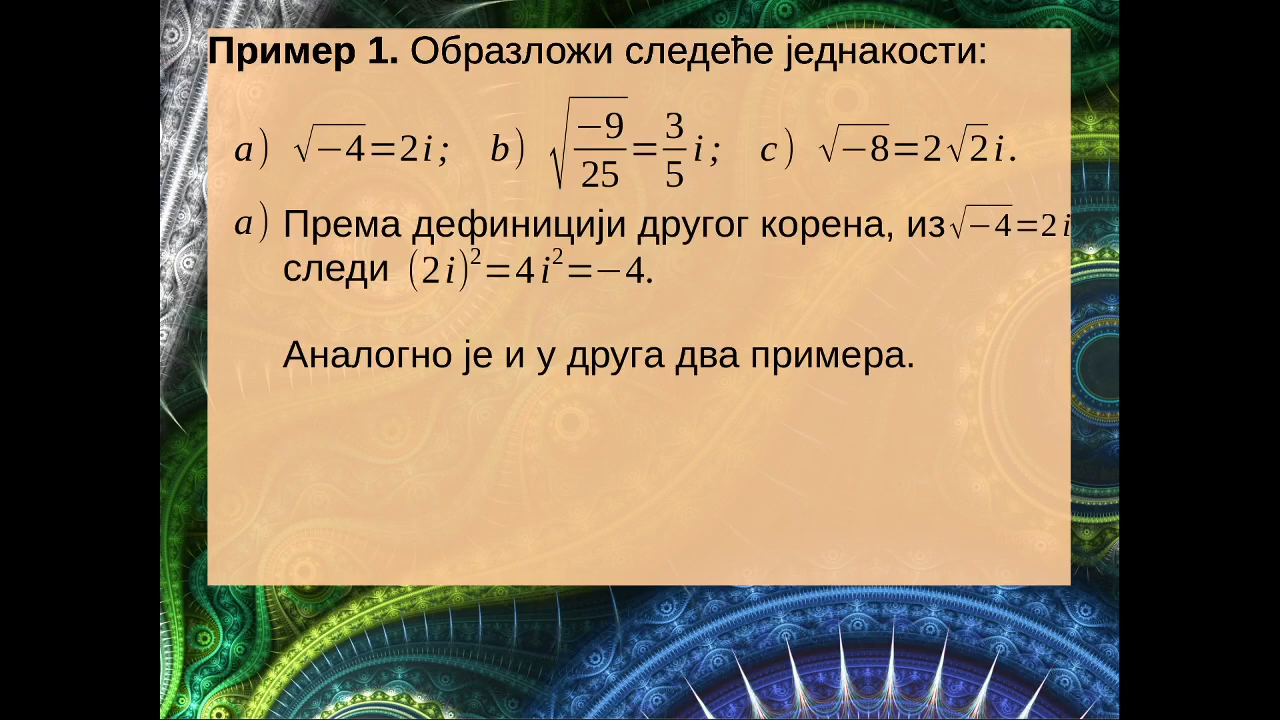 Пример 1. Образложи следеће једнакости:
a) √−4=2i; b) √(−9/25)=3/5 i; c) √−8=2√2i.
a) Према дефиницији другог корена, из √−4=2i
следи (2i)²=4i²=−4.
Аналогно је и у друга два примера.